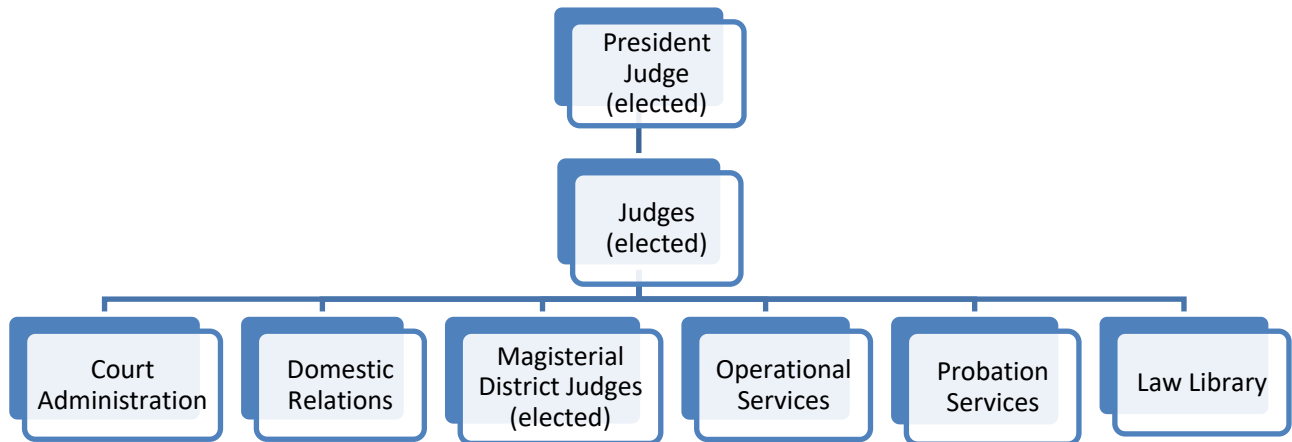 President
Judge
(elected)
Judges
(elected)
Court
Administration
Domestic
Relations
Magisterial
District Judges
(elected)
Operational
Services
Probation
Services
Law Library